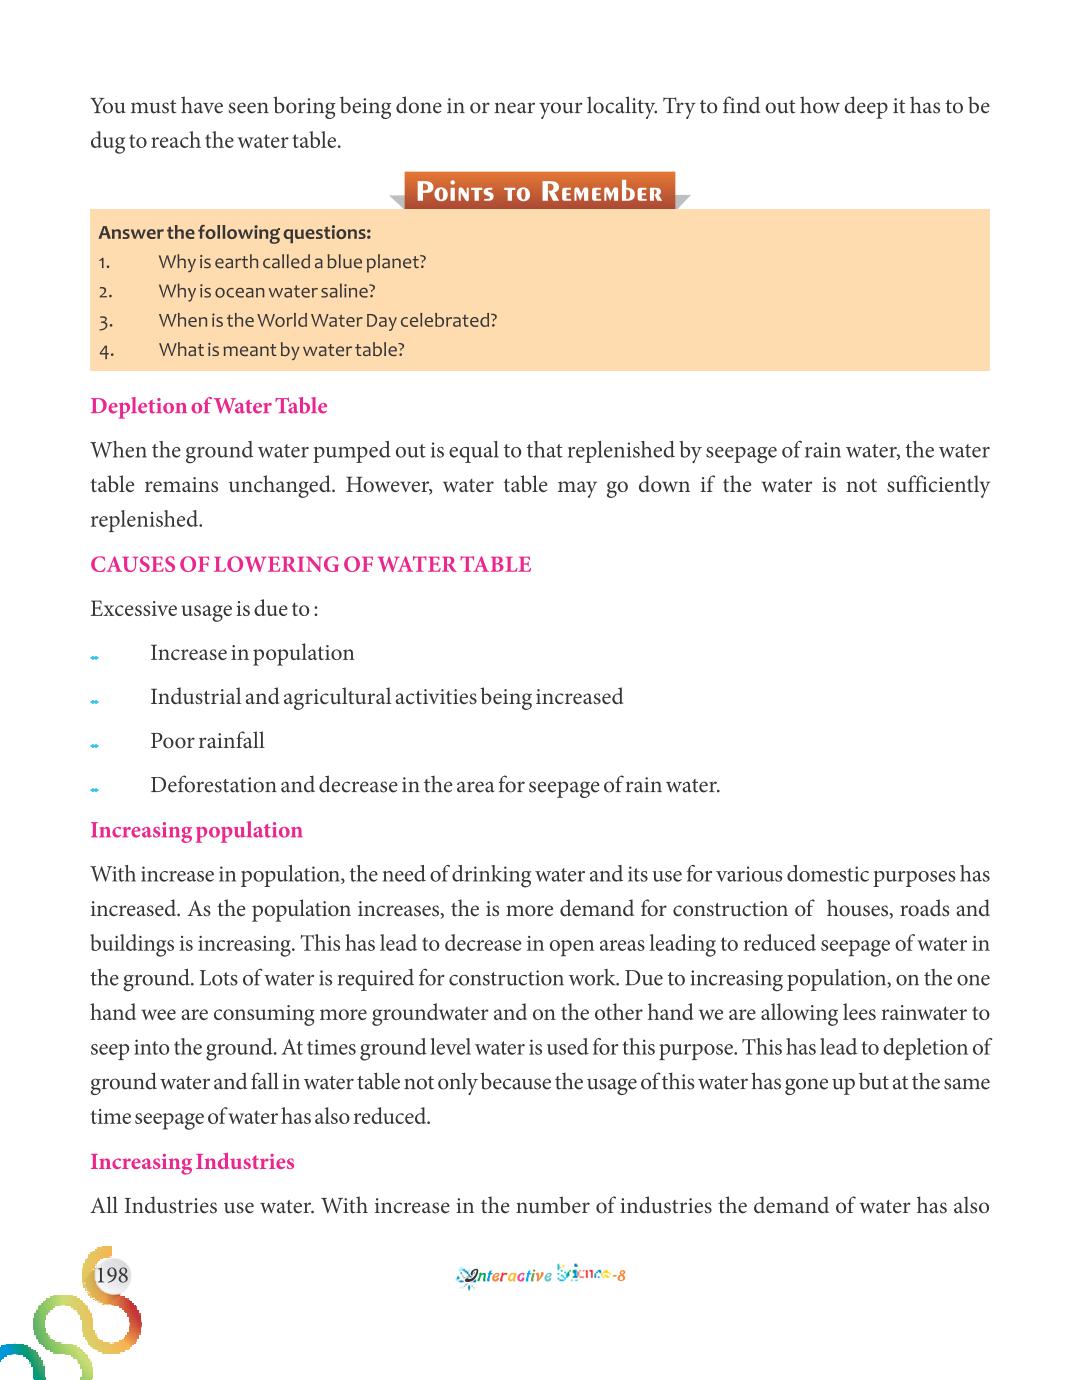 You must have seen boring being done in or near your locality. Try to find out how deep it has to be
dug to reach the water table.
Points to Remember
Answer the following questions:
1. Why is earth called a blue planet?
2. Why is ocean water saline?
3. When is the World Water Day celebrated?
4. What is meant by water table?
Depletion of Water Table
When the ground water pumped out is equal to that replenished by seepage of rain water, the water
table remains unchanged. However, water table may go down if the water is not sufficiently
replenished.
CAUSES OF LOWERING OF WATER TABLE
Excessive usage is due to :
Increase in population
Industrial and agricultural activities being increased
Poor rainfall
Deforestation and decrease in the area for seepage of rain water.
Increasing population
With increase in population, the need of drinking water and its use for various domestic purposes has
increased. As the population increases, the is more demand for construction of houses, roads and
buildings is increasing. This has lead to decrease in open areas leading to reduced seepage of water in
the ground. Lots of water is required for construction work. Due to increasing population, on the one
hand wee are consuming more groundwater and on the other hand we are allowing lees rainwater to
seep into the ground. At times ground level water is used for this purpose. This has lead to depletion of
ground water and fall in water table not only because the usage of this water has gone up but at the same
time seepage of water has also reduced.
Increasing Industries
All Industries use water. With increase in the number of industries the demand of water has also
198
Interactive Science-8